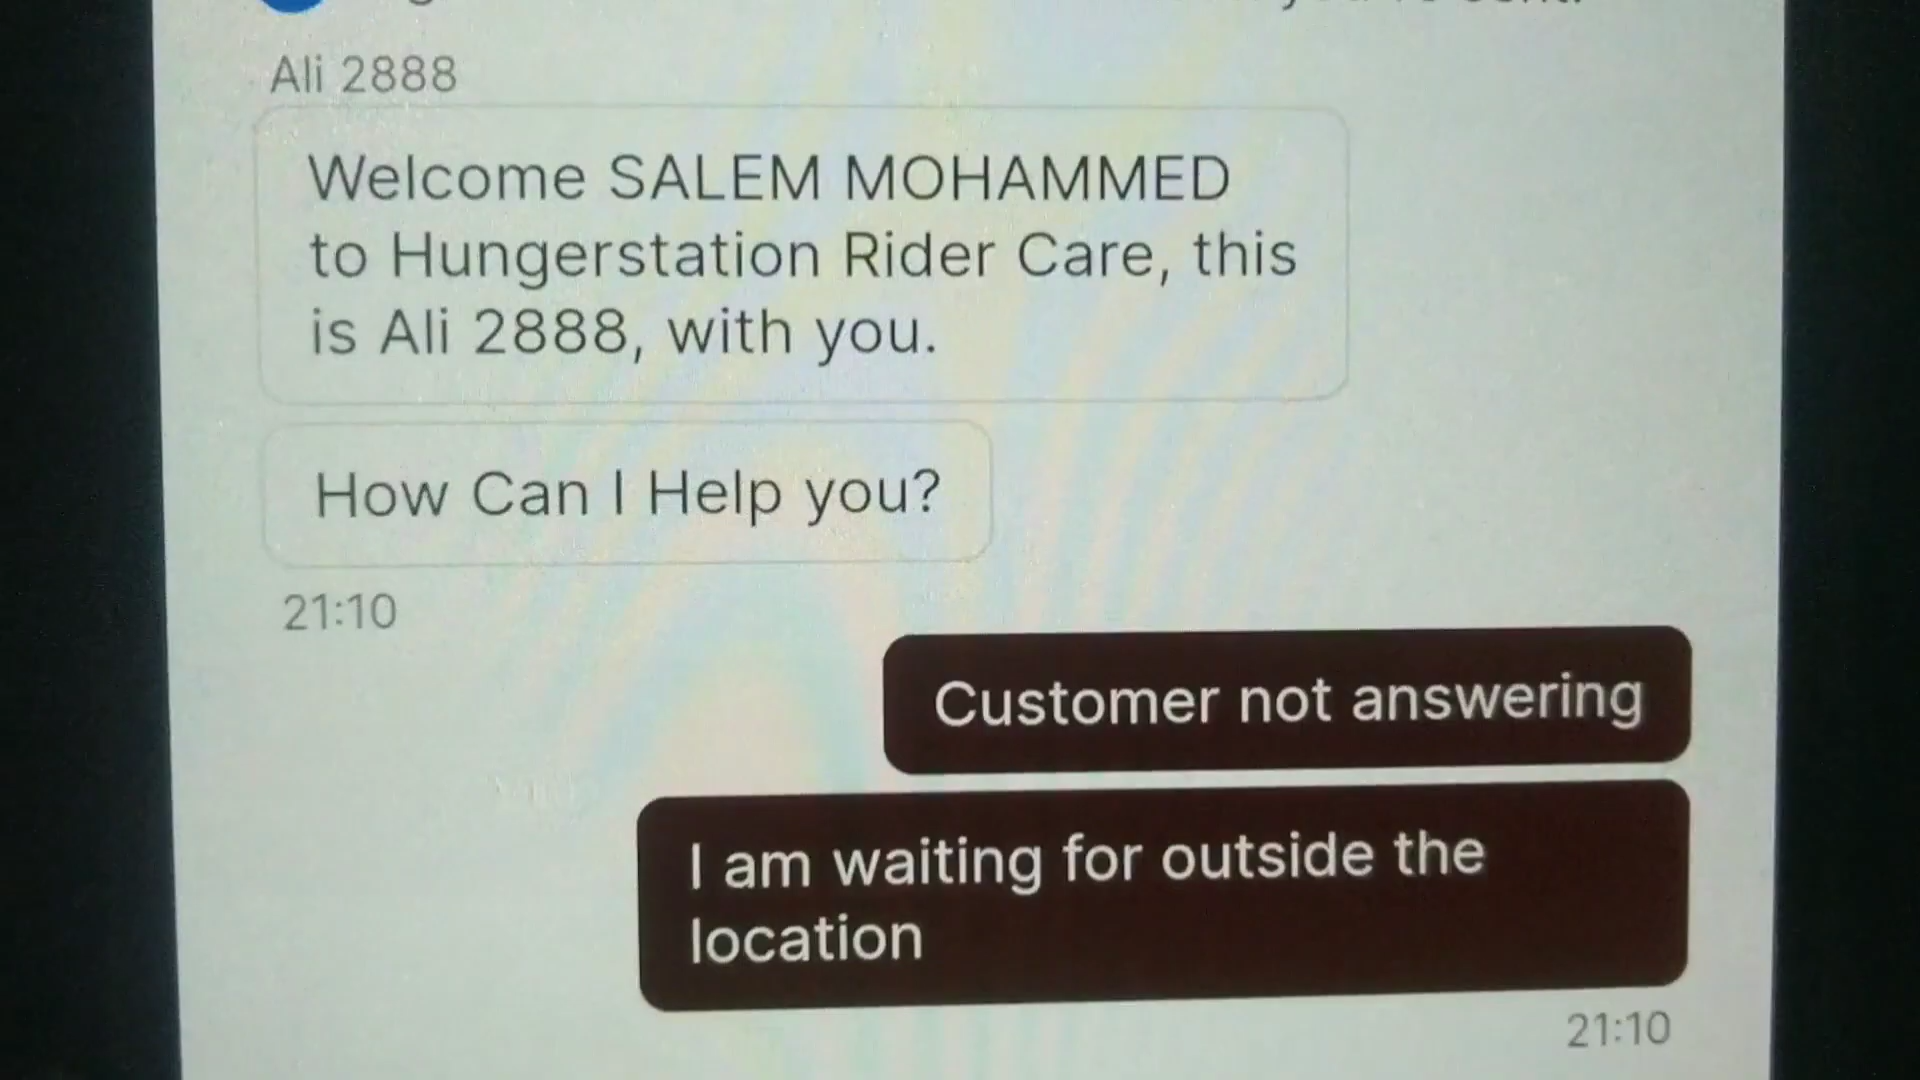 Ali 2888
Welcome SALEM MOHAMMED
to Hungerstation Rider Care, this
is Ali 2888, with you.
How Can I Help you?
21:10
Customer not answering
I am waiting for outside the
location
21:10